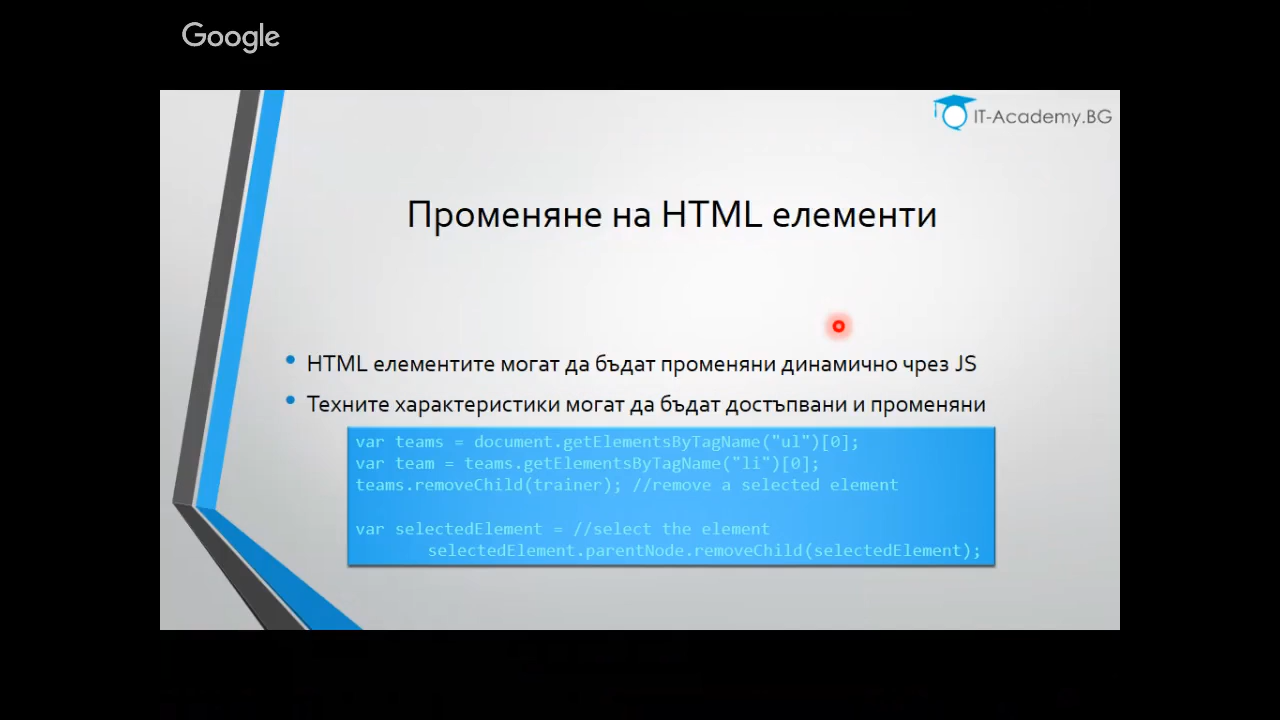 Google
IT-Academy.BG
Променяне на HTML елементи
• HTML елементите могат да бъдат променяни динамично чрез JS
• Техните характеристики могат да бъдат достъпвани и променяни
var teams = document.getElementsByTagName("ul")[0];
var team = teams.getElementsByTagName("li")[0];
teams.removeChild(trainer); //remove a selected element
var selectedElement = //select the element
selectedElement.parentNode.removeChild(selectedElement);